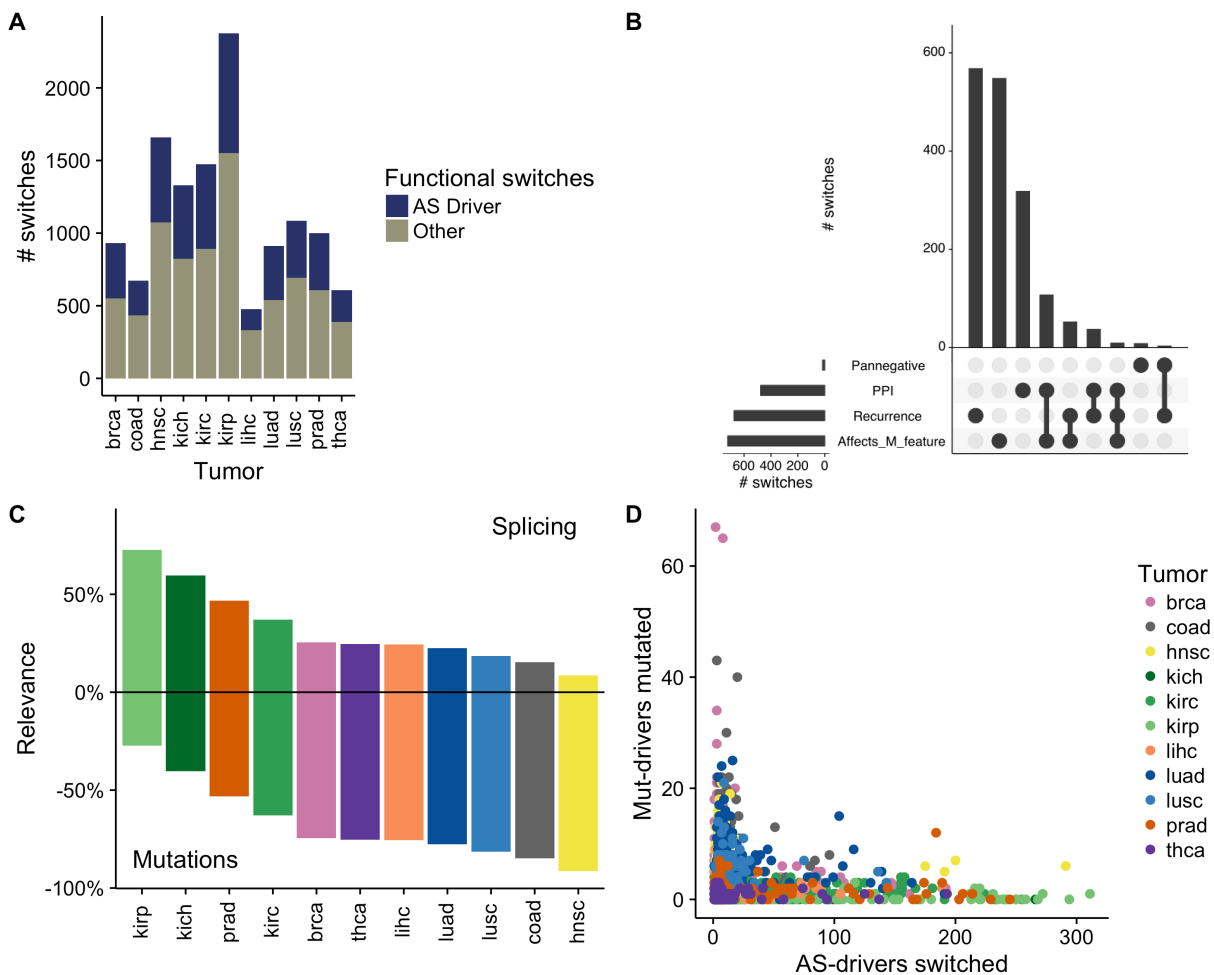 A
# switches
2000
1500
1000
500
0
brca
coad
hnsc
kich
kirc
kirp
lihc
luad
lusc
prad
thca
Tumor
Functional switches
AS Driver
Other
B
# switches
600
400
200
0
Pannegative
PPI
Recurrence
Affects_M_feature
600 400 200 0
# switches
C
Relevance
50%
0%
-50%
-100%
Splicing
Mutations
kirp
kich
prad
kirc
brca
thca
lihc
luad
lusc
coad
hnsc
D
Mut-drivers mutated
60
40
20
0
0 100 200 300
AS-drivers switched
Tumor
brca
coad
hnsc
kich
kirc
kirp
lihc
luad
lusc
prad
thca